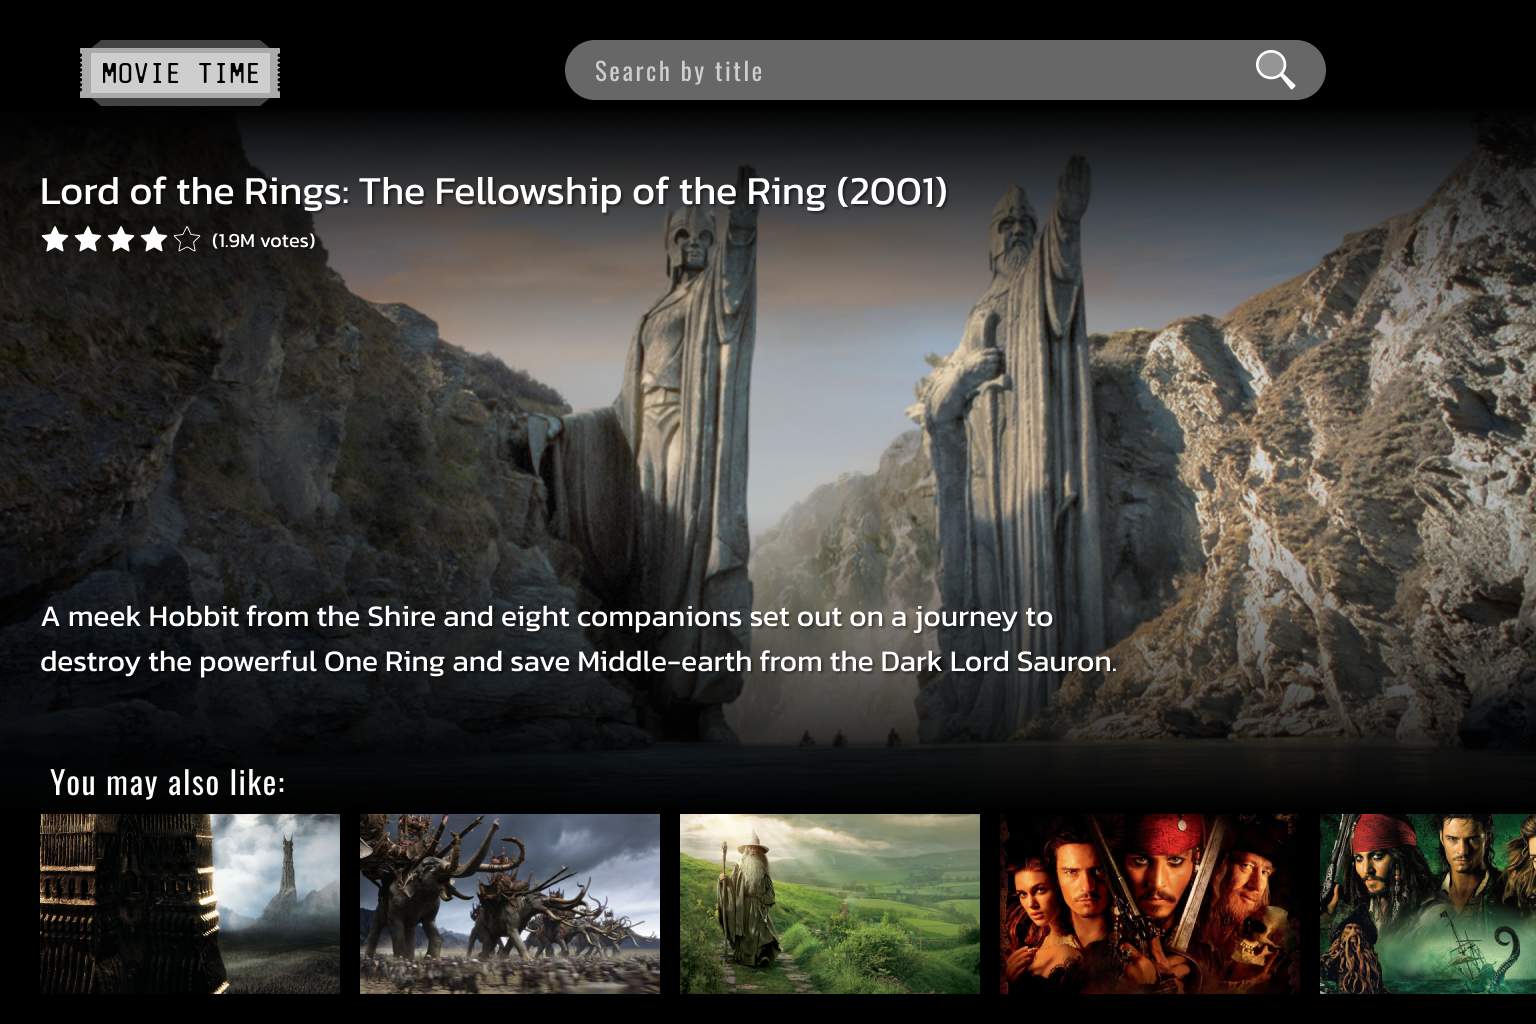 MOVIE TIME
Search by title
Lord of the Rings: The Fellowship of the Ring (2001)
(1.9M votes)
A meek Hobbit from the Shire and eight companions set out on a journey to
destroy the powerful One Ring and save Middle-earth from the Dark Lord Sauron.
You may also like: